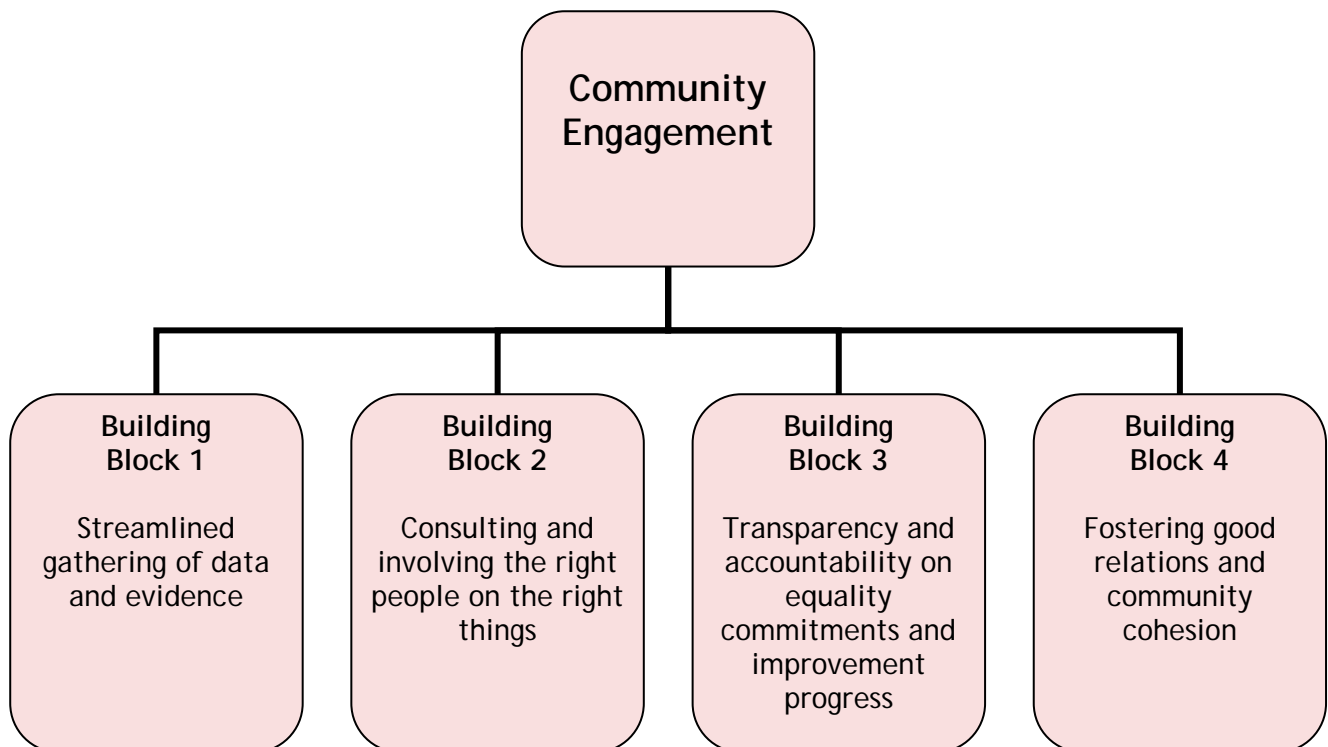 Community
Engagement
Building
Block 1
Streamlined
gathering of data
and evidence
Building
Block 2
Consulting and
involving the right
people on the right
things
Building
Block 3
Transparency and
accountability on
equality
commitments and
improvement
progress
Building
Block 4
Fostering good
relations and
community
cohesion